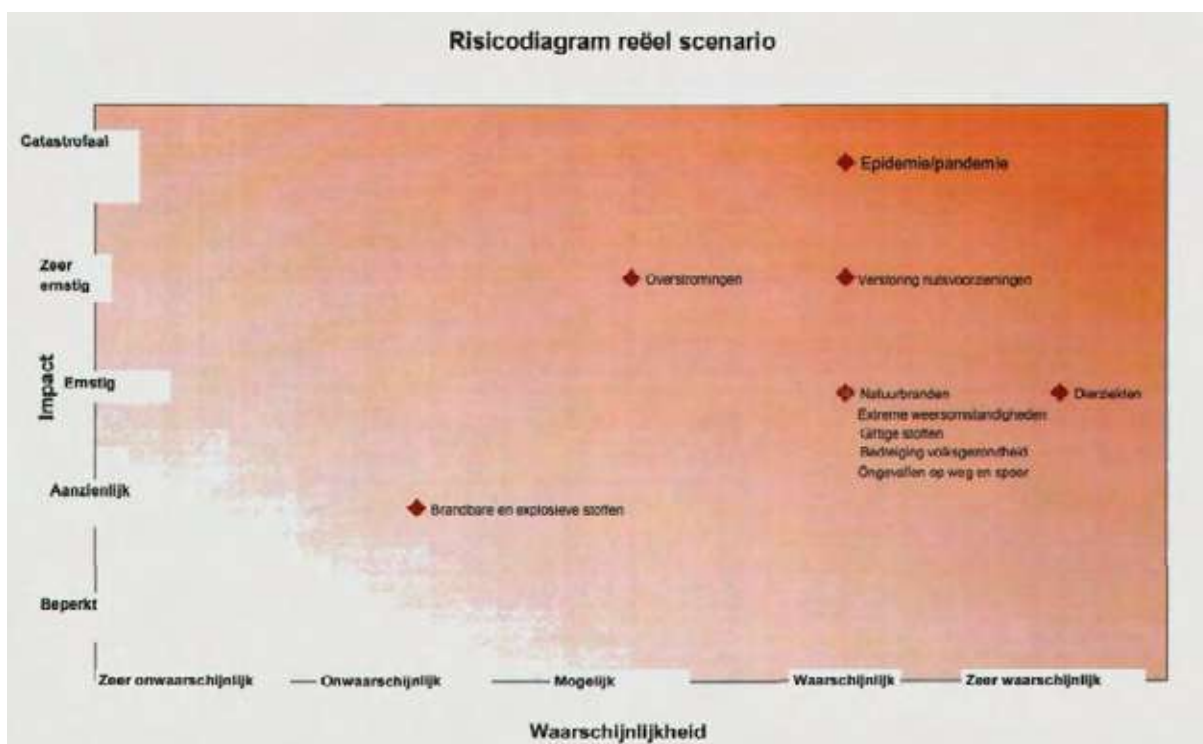 Risicodiagram reëel scenario
Catastrofaal
Epidemie/pandemie
Zeer
ernstig
Overstromingen
Verstoring nutsvoorzieningen
Impact
Ernstig
Natuurbranden
Dierziekten
Extreme weersomstandigheden
Giftige stoffen
Bedreiging volksgezondheid
Ongevallen op weg en spoor
Aanzienlijk
Brandbare en explosieve stoffen
Beperkt
Zeer onwaarschijnlijk
Onwaarschijnlijk
Mogelijk
Waarschijnlijk
Zeer waarschijnlijk
Waarschijnlijkheid